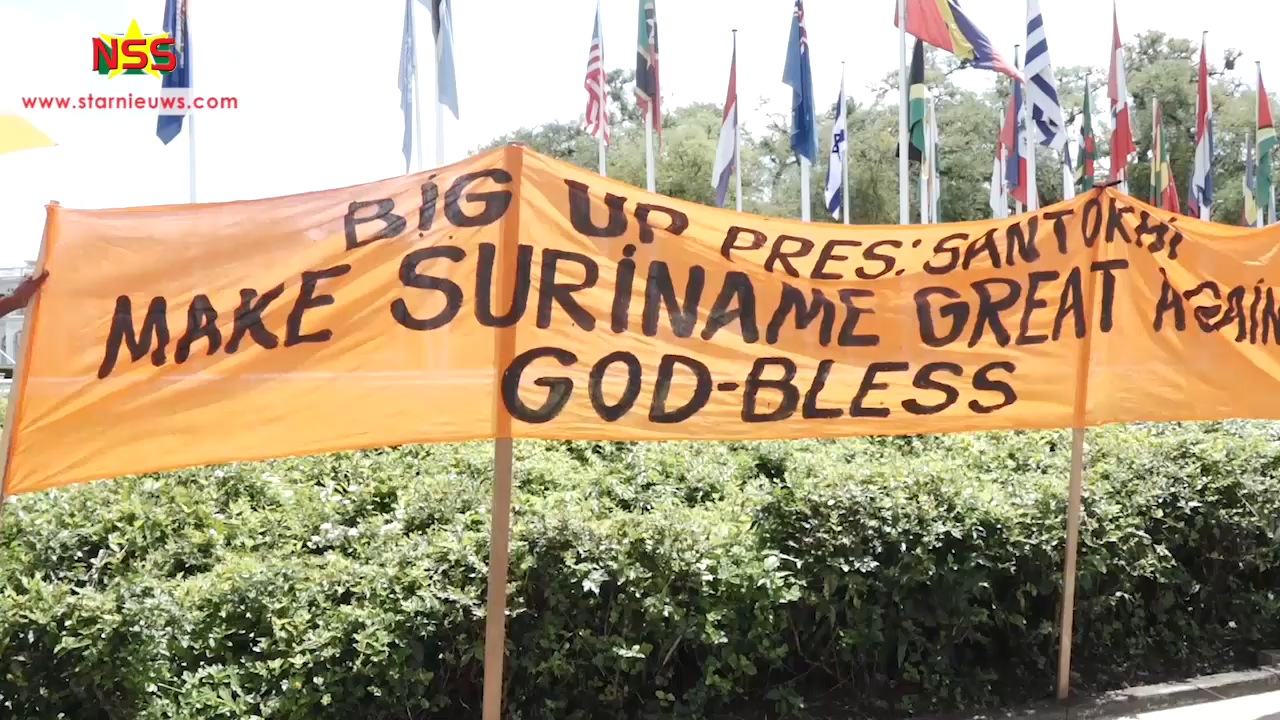 NSS
www.starnieuws.com
BIG UP PRES: SANTOKHI
MAKE SURINAME GREAT AGAIN
GOD-BLESS